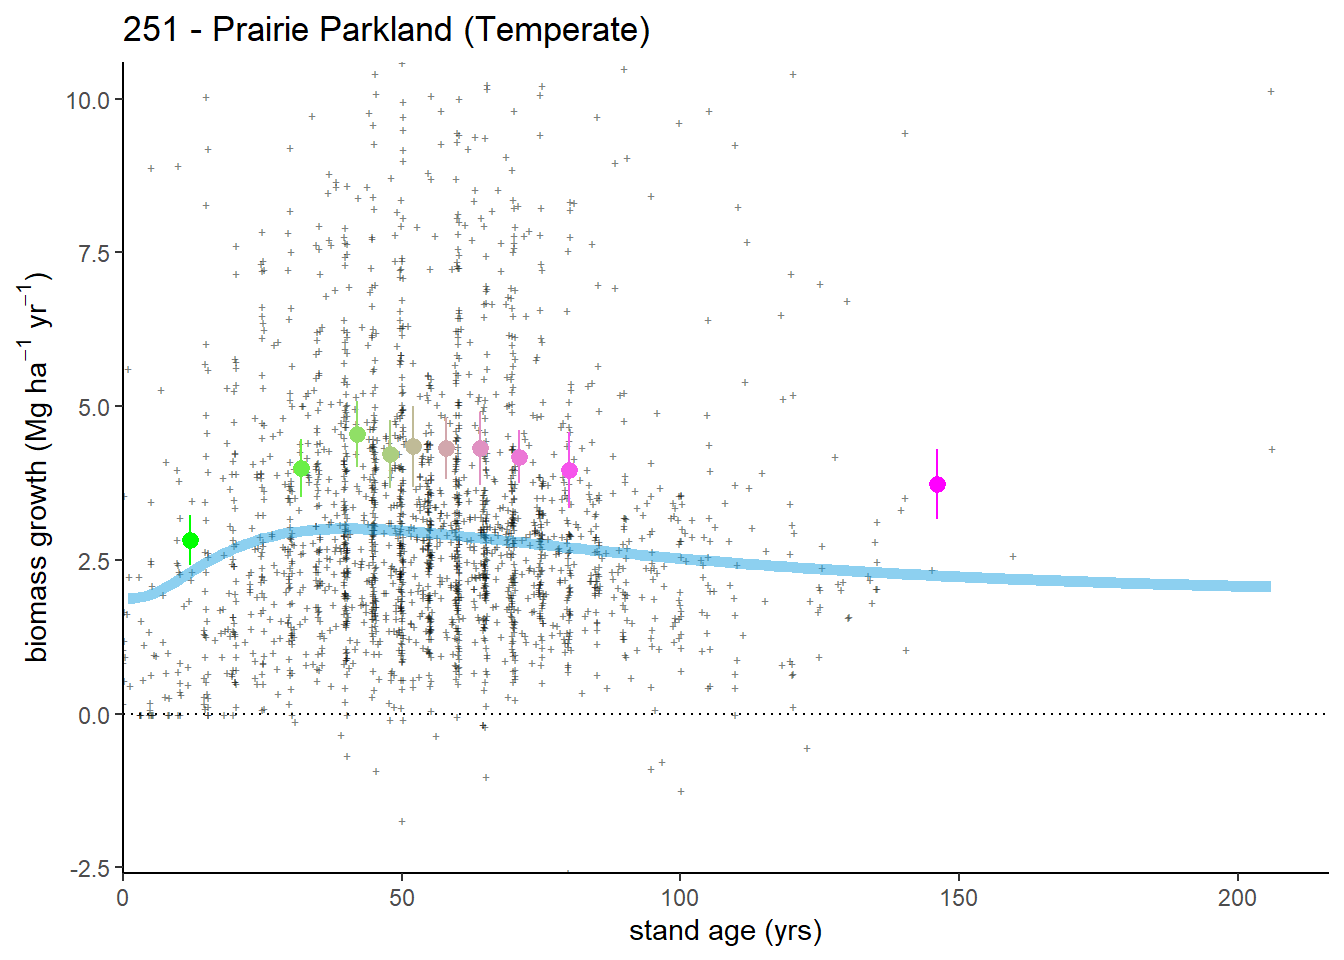 251 - Prairie Parkland (Temperate)
biomass growth (Mg ha⁻¹ yr⁻¹)
10.0
7.5
5.0
2.5
0.0
-2.5
0 50 100 150 200
stand age (yrs)